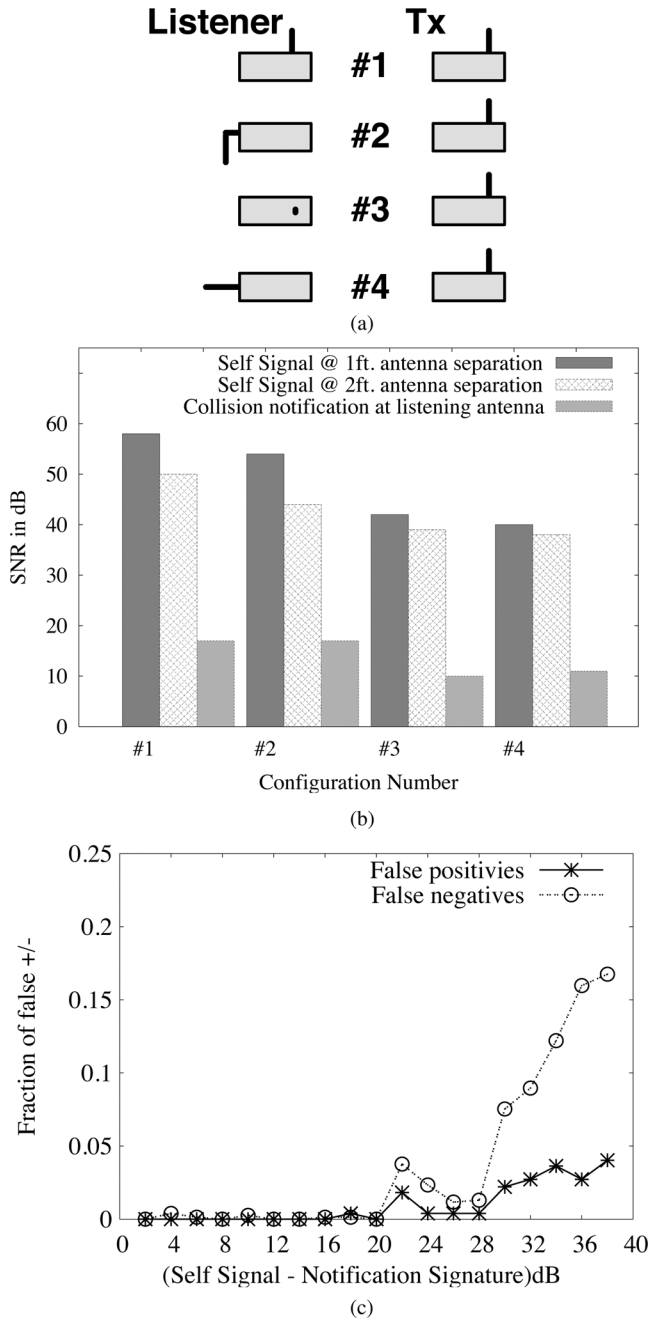 Listener Tx
#1
#2
#3
#4
(a)
Self Signal @ 1ft. antenna separation
Self Signal @ 2ft. antenna separation
Collision notification at listening antenna
60
50
40
30
20
10
0
SNR in dB
#1 #2 #3 #4
Configuration Number
(b)
0.25
0.2
0.15
0.1
0.05
0
Fraction of false +/-
False positivies
False negatives
0 4 8 12 16 20 24 28 32 36 40
(Self Signal - Notification Signature)dB
(c)